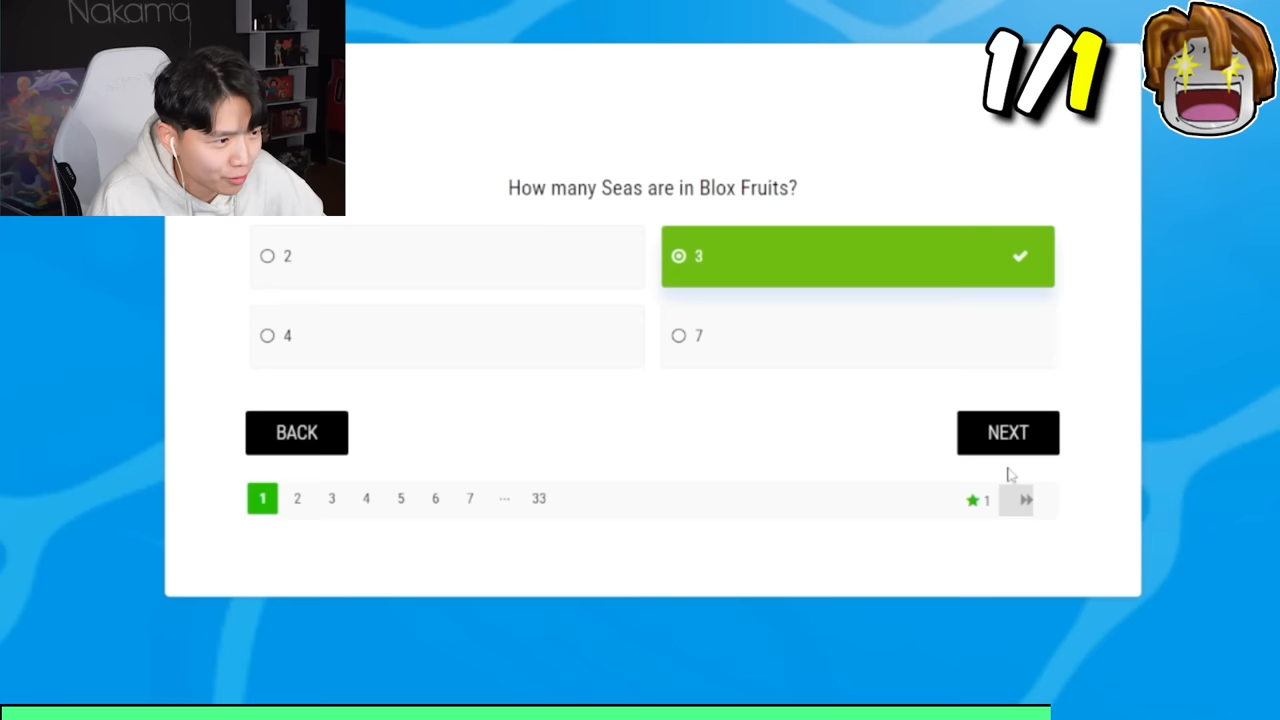 Nakama
1/1
How many Seas are in Blox Fruits?
2
3
4
7
BACK
NEXT
1 2 3 4 5 6 7 ... 33
1